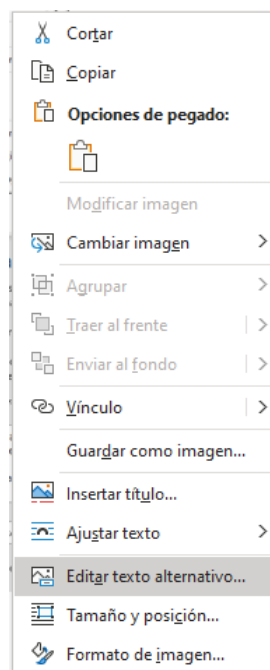 Cortar
Copiar
Opciones de pegado:
Modificar imagen
Cambiar imagen
Agrupar
Traer al frente
Enviar al fondo
Vínculo
Guardar como imagen...
Insertar título...
Ajustar texto
Editar texto alternativo...
Tamaño y posición...
Formato de imagen...